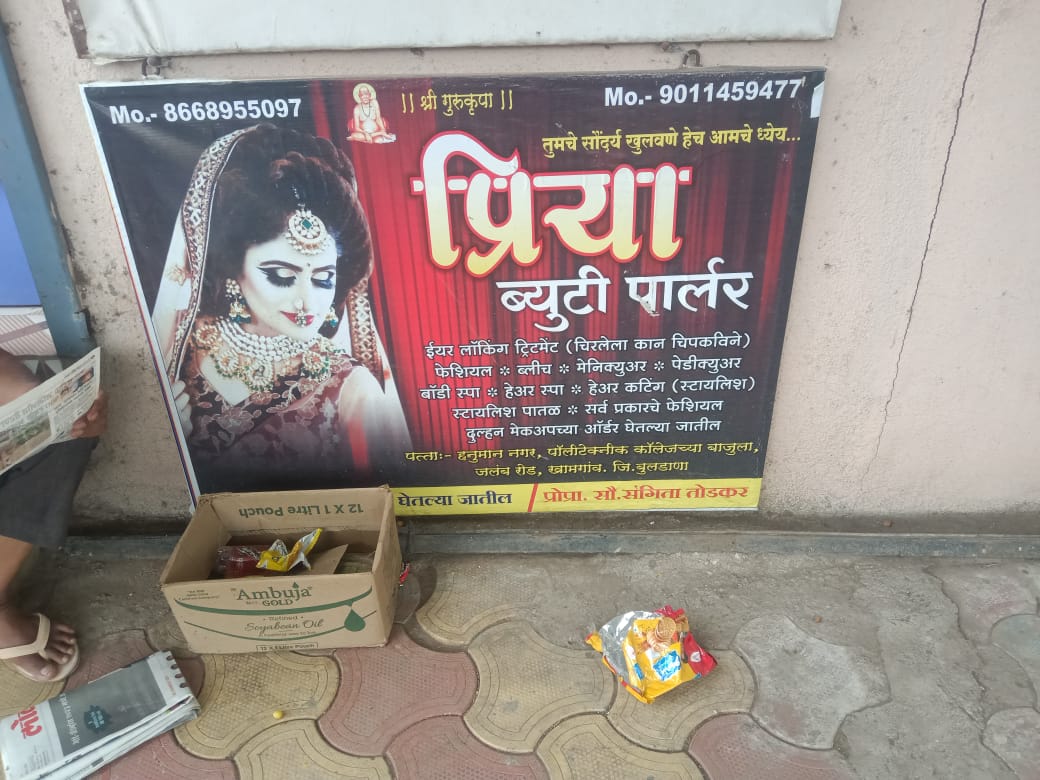 Mo.- 8668955097
|| श्री गुरुकृपा ||
Mo.- 9011459477
तुमचे सौंदर्य खुलवणे हेच आमचे ध्येय...
प्रिया
ब्युटी पार्लर
ईयर लॉकिंग ट्रिटमेंट (चिरलेला कान चिपकविने)
फेशियल * ब्लीच * मेनिक्युअर * पेडीक्युअर
बॉडी स्पा * हेअर स्पा * हेअर कटिंग (स्टायलिश)
स्टायलिश पातळ * सर्व प्रकारचे फेशियल
दुल्हन मेकअपच्या ऑर्डर घेतल्या जातील
पत्ताः- हनुमान नगर, पॉलीटेक्नीक कॉलेजच्या बाजुला,
जलंब रोड, खामगांव. जि.बुलडाणा
घेतल्या जातील / प्रोपा. सौ.संगिता तोडकर
12 X 1 Litre Pouch
Ambuja
GOLD
Refined
Soyabean Oil